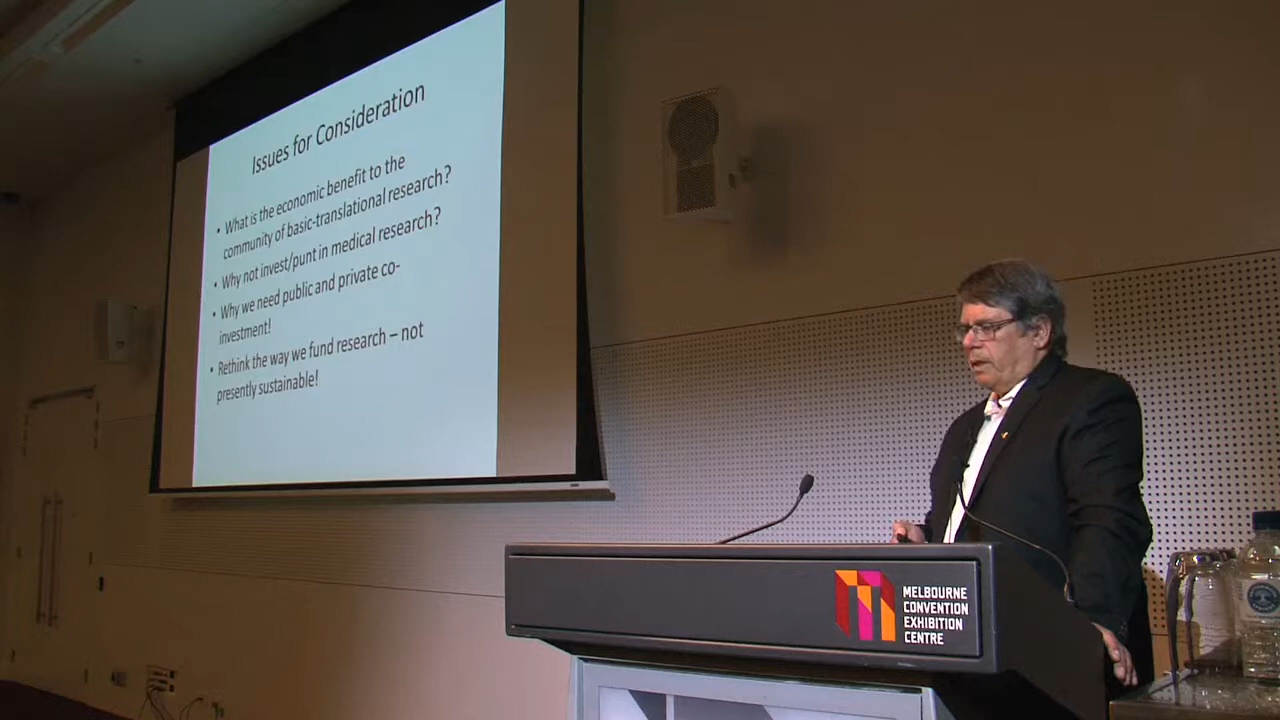 Issues for Consideration
• What is the economic benefit to the
community of basic-translational research?
• Why not invest/punt in medical research?
• Why we need public and private co-
investment!
• Rethink the way we fund research – not
presently sustainable!
MELBOURNE
CONVENTION
EXHIBITION
CENTRE